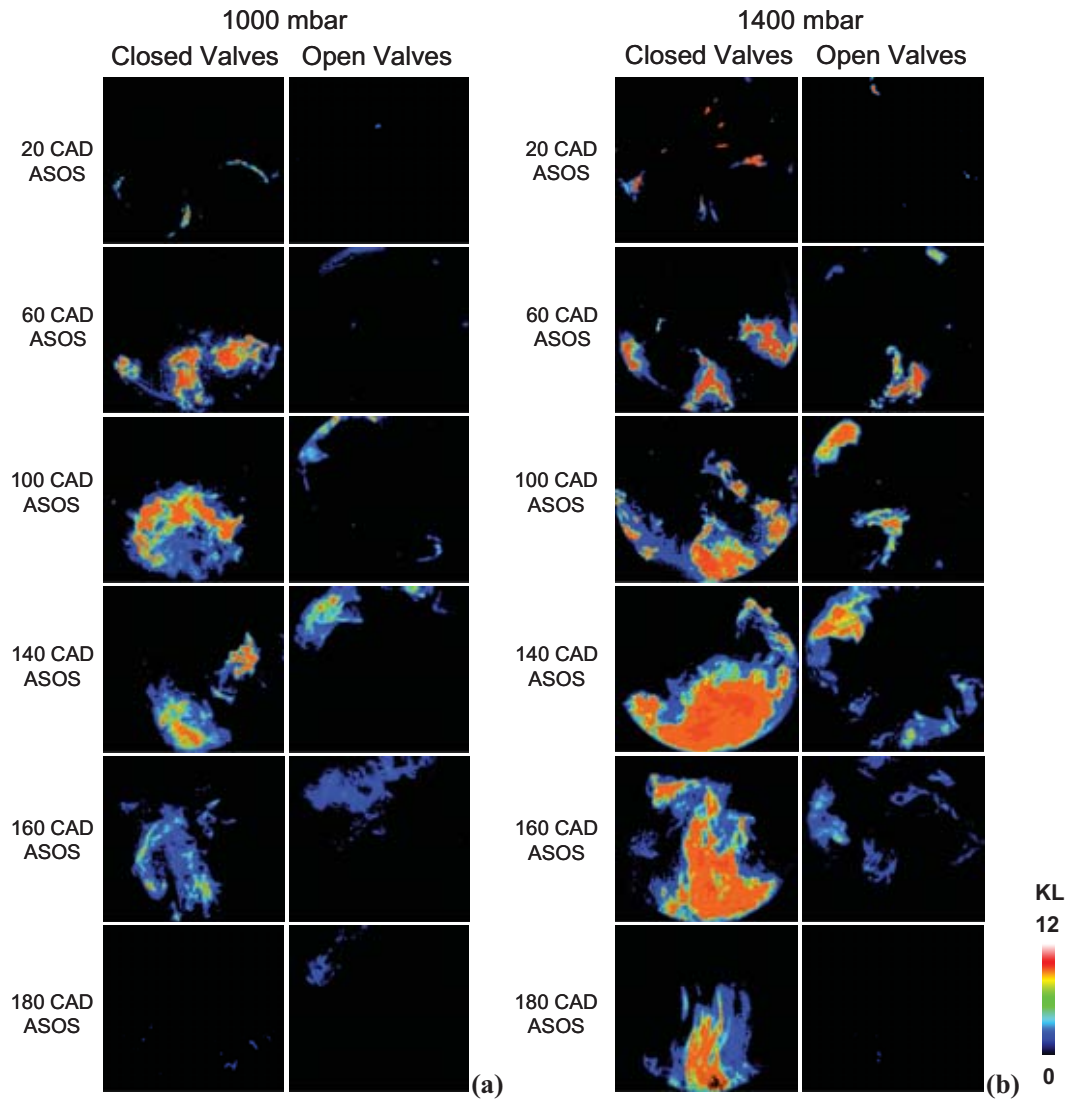 1000 mbar
1400 mbar
Closed Valves Open Valves
Closed Valves Open Valves
20 CAD
ASOS
20 CAD
ASOS
60 CAD
ASOS
60 CAD
ASOS
100 CAD
ASOS
100 CAD
ASOS
140 CAD
ASOS
140 CAD
ASOS
160 CAD
ASOS
160 CAD
ASOS
180 CAD
ASOS
180 CAD
ASOS
KL
12
0
(a)
(b)